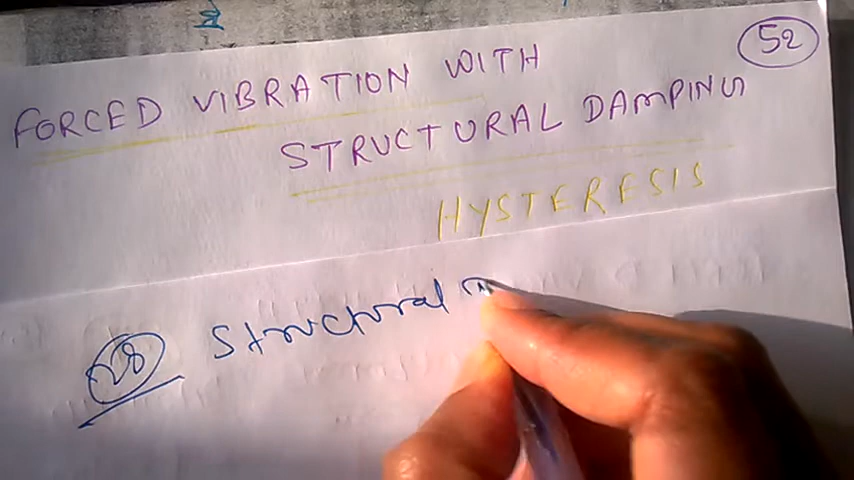 52
FORCED VIBRATION WITH
STRUCTURAL DAMPING
HYSTERESIS
28 Structural